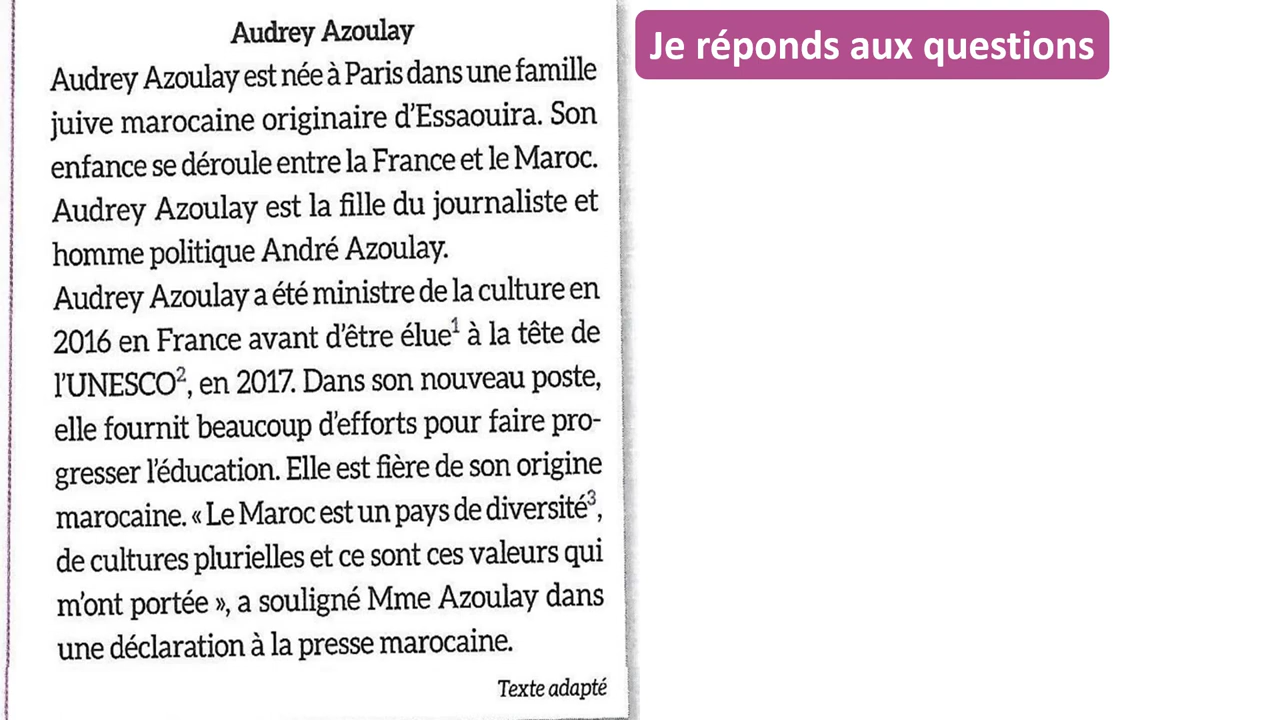 Audrey Azoulay
Audrey Azoulay est née à Paris dans une famille
juive marocaine originaire d'Essaouira. Son
enfance se déroule entre la France et le Maroc.
Audrey Azoulay est la fille du journaliste et
homme politique André Azoulay.
Audrey Azoulay a été ministre de la culture en
2016 en France avant d'être élue¹ à la tête de
l'UNESCO², en 2017. Dans son nouveau poste,
elle fournit beaucoup d'efforts pour faire pro-
gresser l'éducation. Elle est fière de son origine
marocaine. « Le Maroc est un pays de diversité³,
de cultures plurielles et ce sont ces valeurs qui
m'ont portée », a souligné Mme Azoulay dans
une déclaration à la presse marocaine.
Texte adapté
Je réponds aux questions